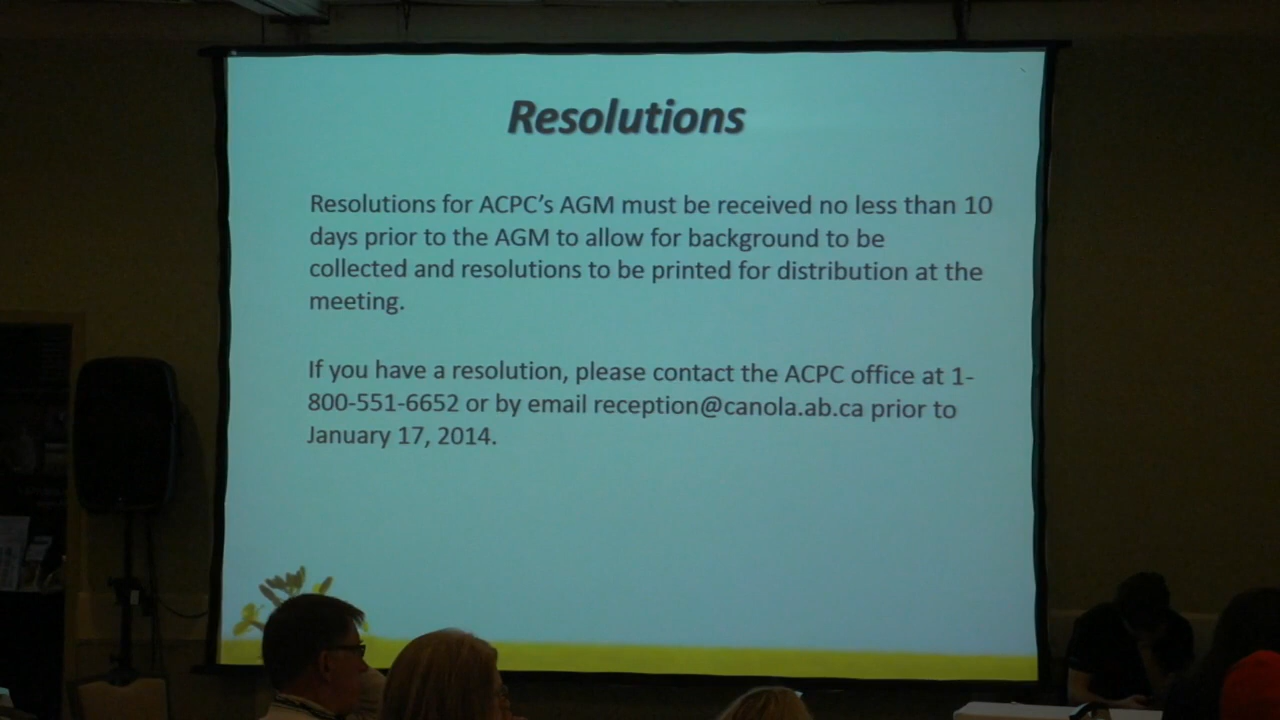 Resolutions
Resolutions for ACPC's AGM must be received no less than 10
days prior to the AGM to allow for background to be
collected and resolutions to be printed for distribution at the
meeting.
If you have a resolution, please contact the ACPC office at 1-
800-551-6652 or by email reception@canola.ab.ca prior to
January 17, 2014.